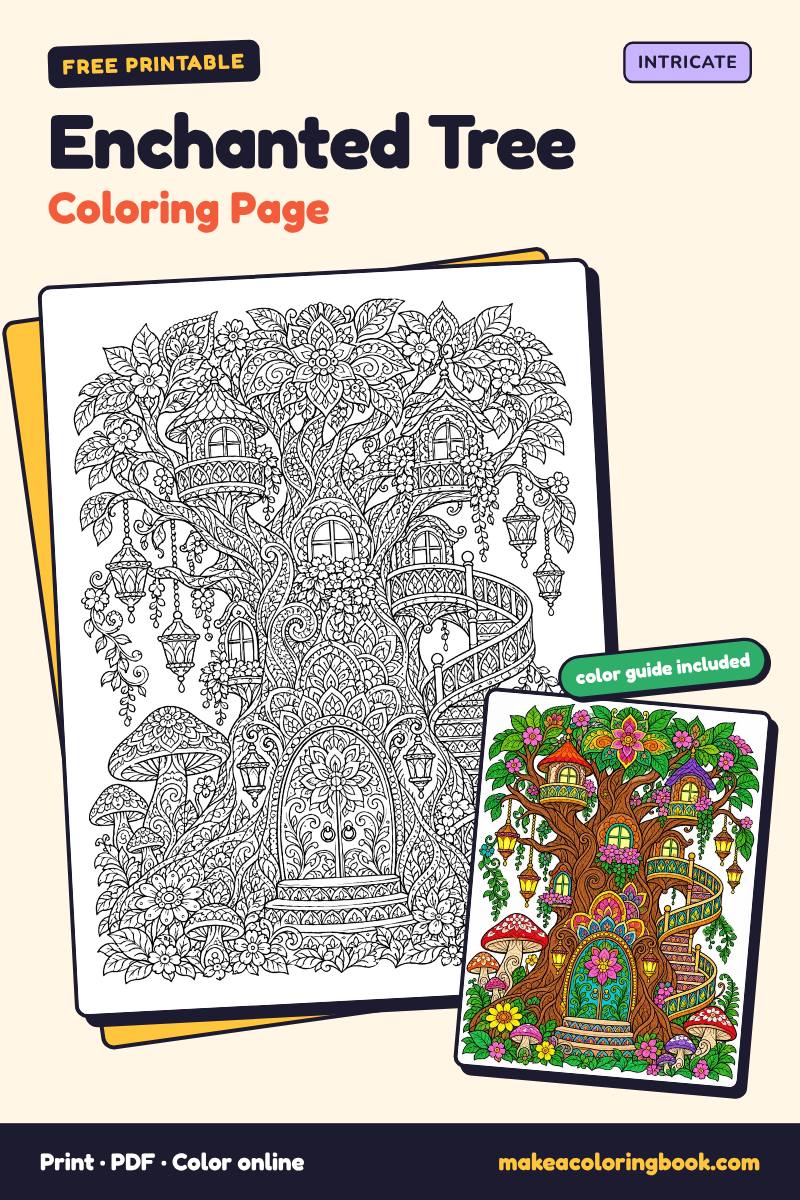 FREE PRINTABLE
INTRICATE
Enchanted Tree
Coloring Page
color guide included
Print · PDF · Color online
makeacoloringbook.com